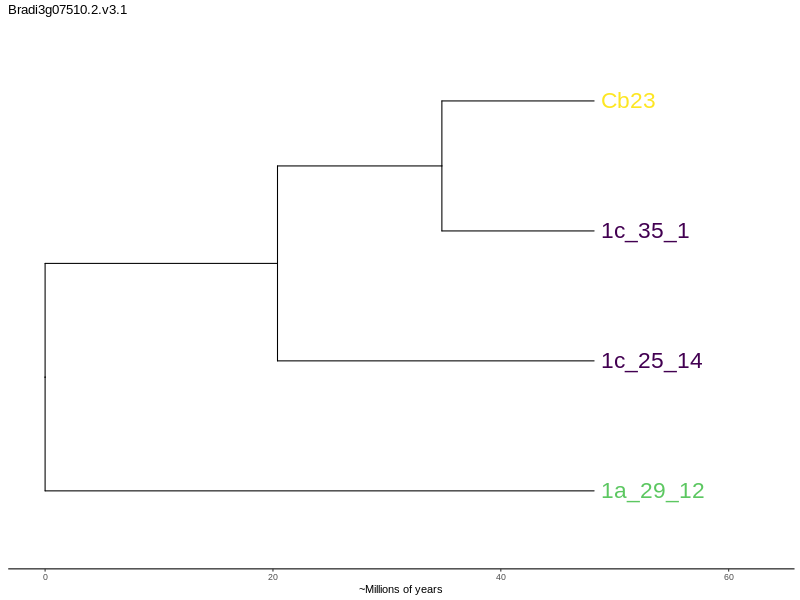 Bradi3g07510.2.v3.1
Cb23
1c_35_1
1c_25_14
1a_29_12
0 20 40 60
~Millions of years